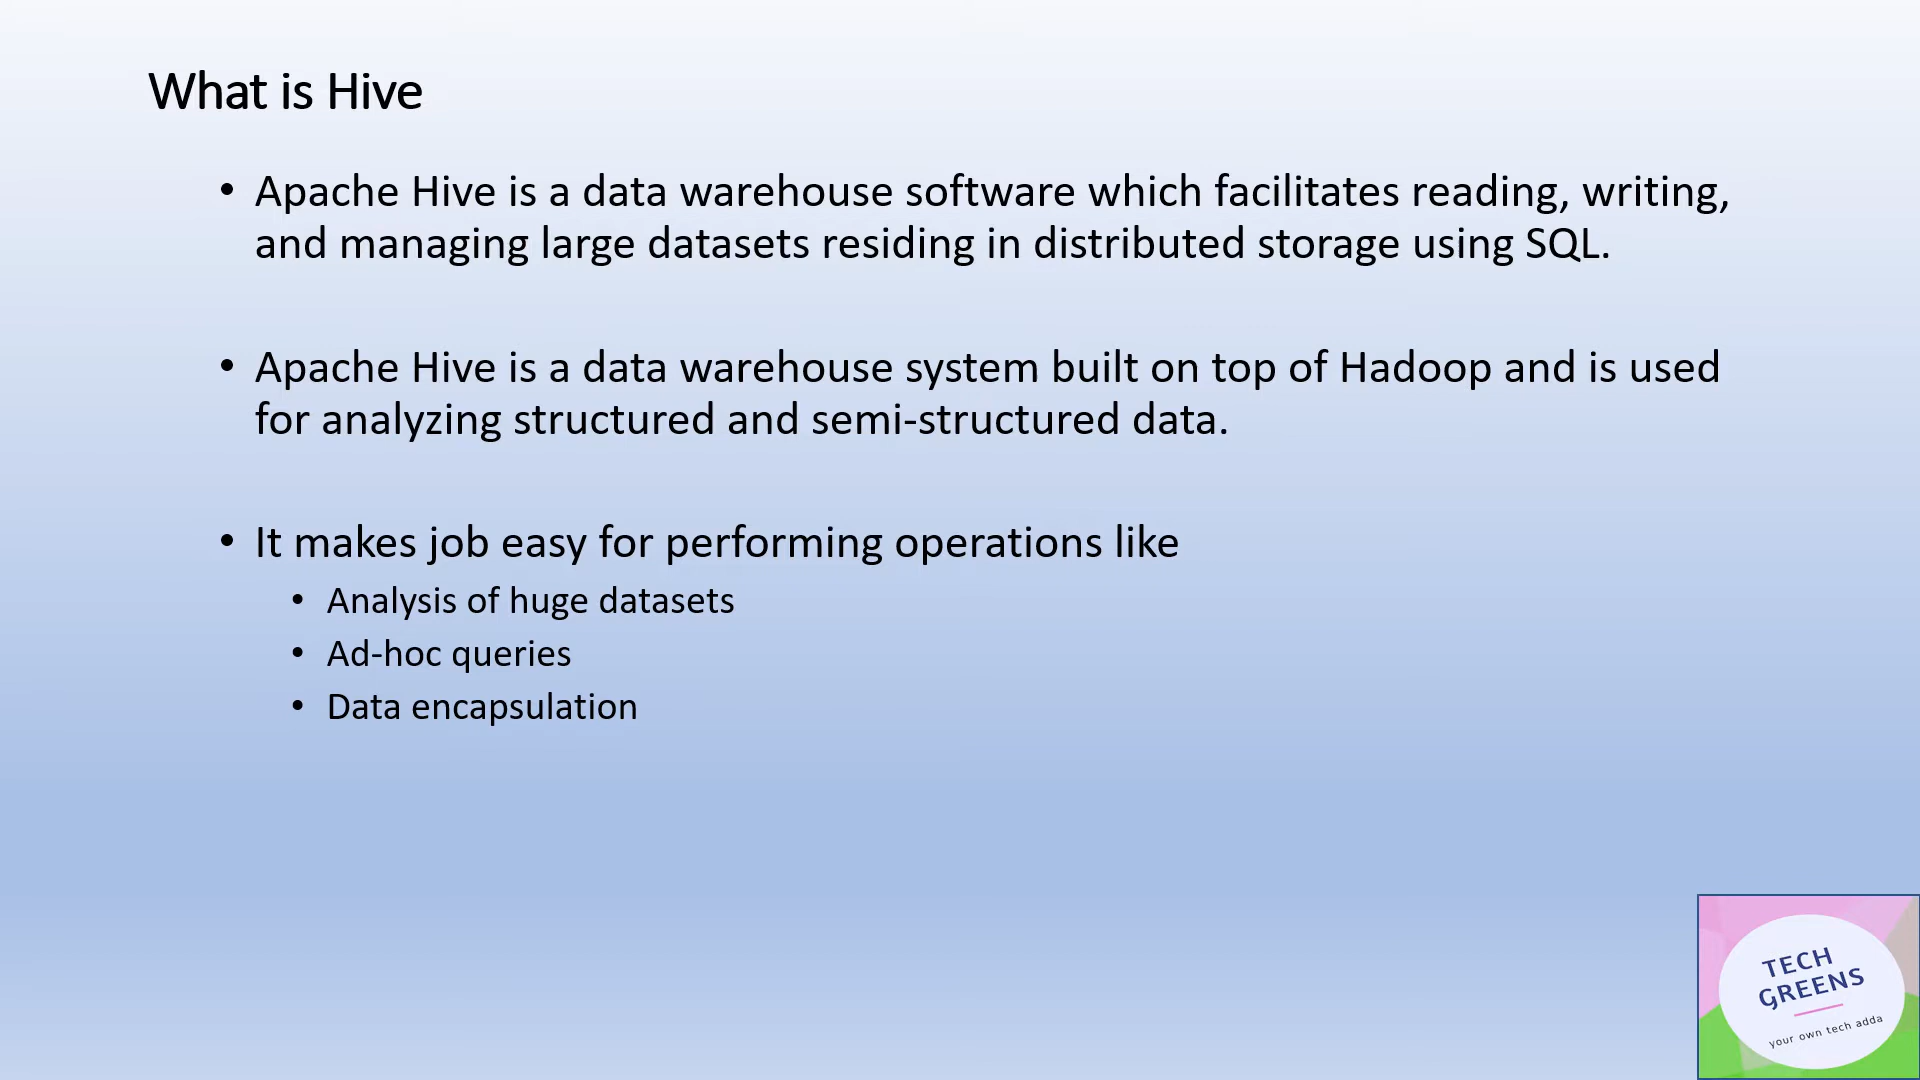 What is Hive
• Apache Hive is a data warehouse software which facilitates reading, writing,
and managing large datasets residing in distributed storage using SQL.
• Apache Hive is a data warehouse system built on top of Hadoop and is used
for analyzing structured and semi-structured data.
• It makes job easy for performing operations like
• Analysis of huge datasets
• Ad-hoc queries
• Data encapsulation
TECH
GREENS
your own tech adda